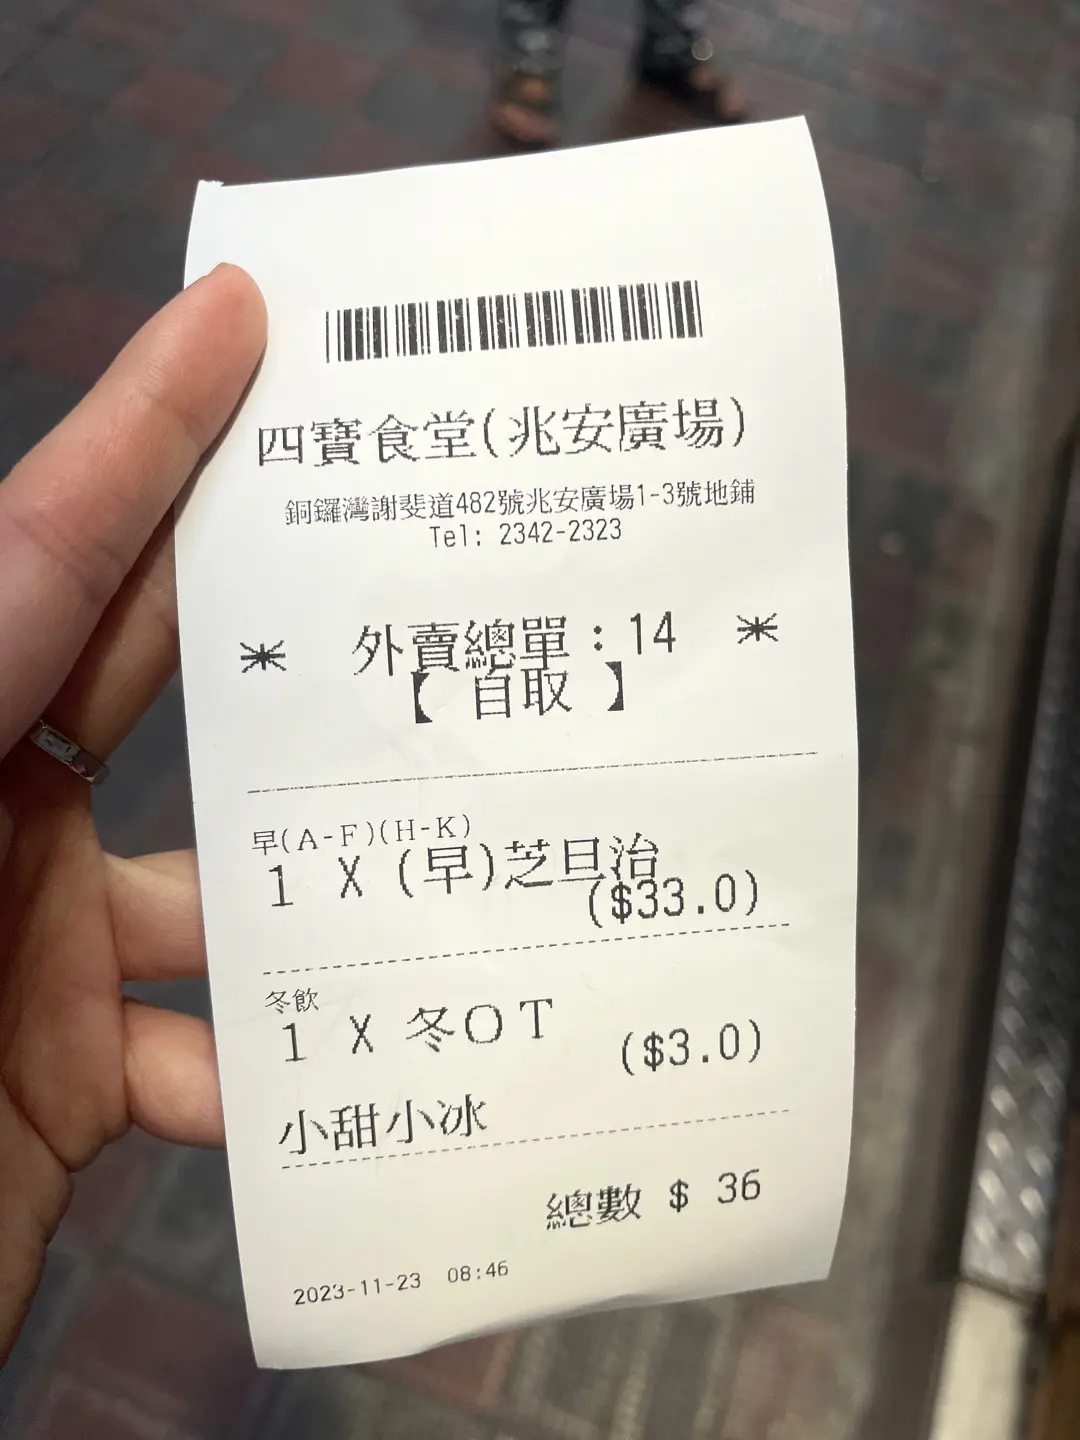 四寶食堂(兆安廣場)
銅鑼灣謝斐道482號兆安廣場1-3號地鋪
Tel: 2342-2323
* 外賣總單:14 *
【 自取 】
早(A-F)(H-K)
1 X (早)芝旦治
($33.0)
冬飲
1 X 冬OT
($3.0)
小甜小冰
總數 $ 36
2023-11-23 08:46